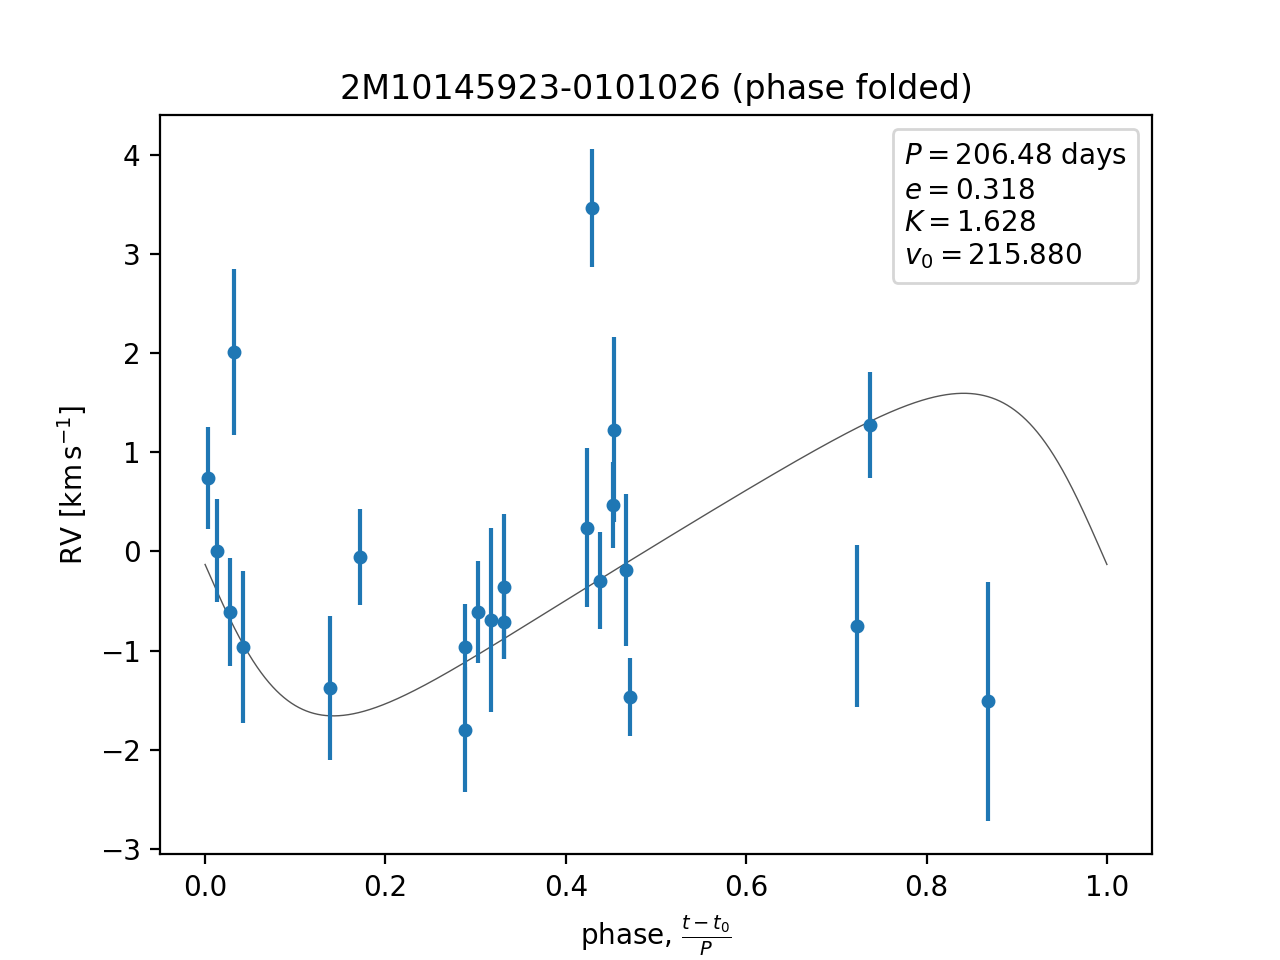 2M10145923-0101026 (phase folded)
P = 206.48 days
e = 0.318
K = 1.628
v₀ = 215.880
RV [km s⁻¹]
4
3
2
1
0
−1
−2
−3
0.0 0.2 0.4 0.6 0.8 1.0
phase, (t − t₀)/P